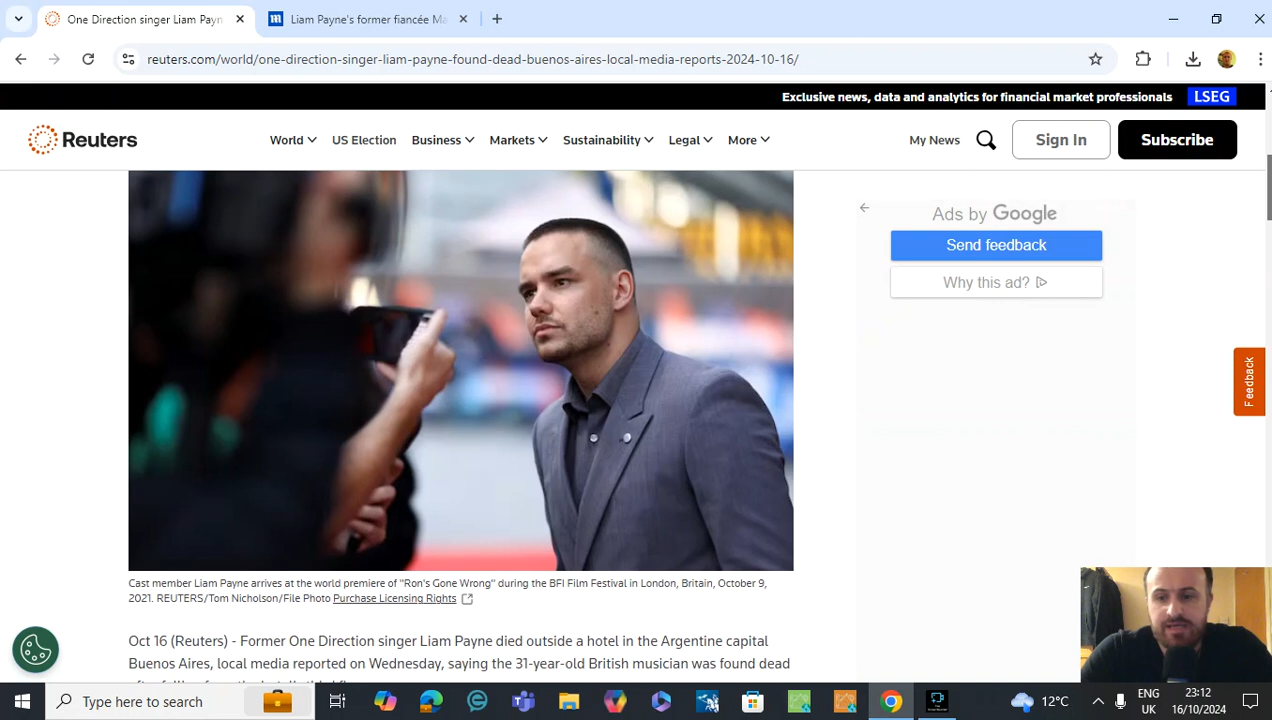 One Direction singer Liam Payn
Liam Payne's former fiancée Ma
reuters.com/world/one-direction-singer-liam-payne-found-dead-buenos-aires-local-media-reports-2024-10-16/
Exclusive news, data and analytics for financial market professionals LSEG
Reuters
World US Election Business Markets Sustainability Legal More
My News Sign In Subscribe
Ads by Google
Send feedback
Why this ad?
Feedback
Cast member Liam Payne arrives at the world premiere of "Ron's Gone Wrong" during the BFI Film Festival in London, Britain, October 9,
2021. REUTERS/Tom Nicholson/File Photo Purchase Licensing Rights
Oct 16 (Reuters) - Former One Direction singer Liam Payne died outside a hotel in the Argentine capital
Buenos Aires, local media reported on Wednesday, saying the 31-year-old British musician was found dead
Type here to search
12°C
ENG
UK
23:12
16/10/2024